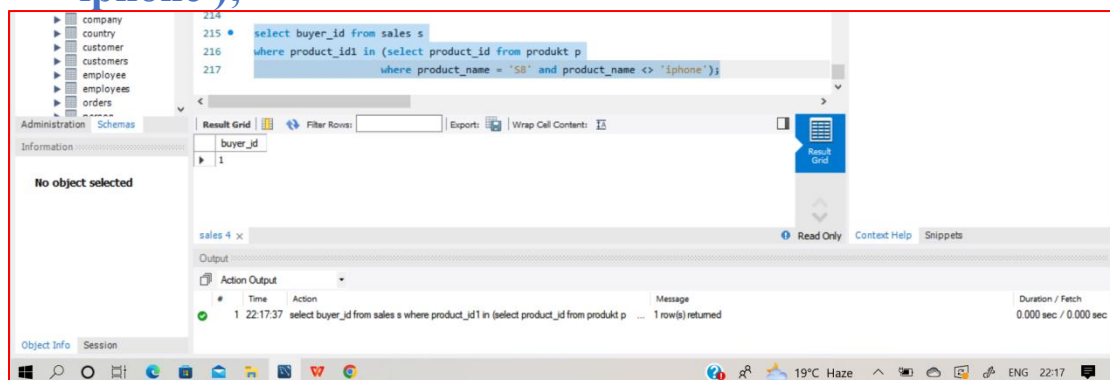 iphone');
company
country
customer
customers
employee
employees
orders
Administration Schemas
Information
No object selected
Object Info Session
214
215 select buyer_id from sales s
216 where product_id1 in (select product_id from produkt p
217 where product_name = 'S8' and product_name <> 'iphone');
Result Grid Filter Rows: Export: Wrap Cell Content:
buyer_id
1
Result
Grid
sales 4 x
Read Only Context Help Snippets
Output
Action Output
# Time Action Message Duration / Fetch
1 22:17:37 select buyer_id from sales s where product_id1 in (select product_id from produkt p ... 1 row(s) returned 0.000 sec / 0.000 sec
19°C Haze ENG 22:17